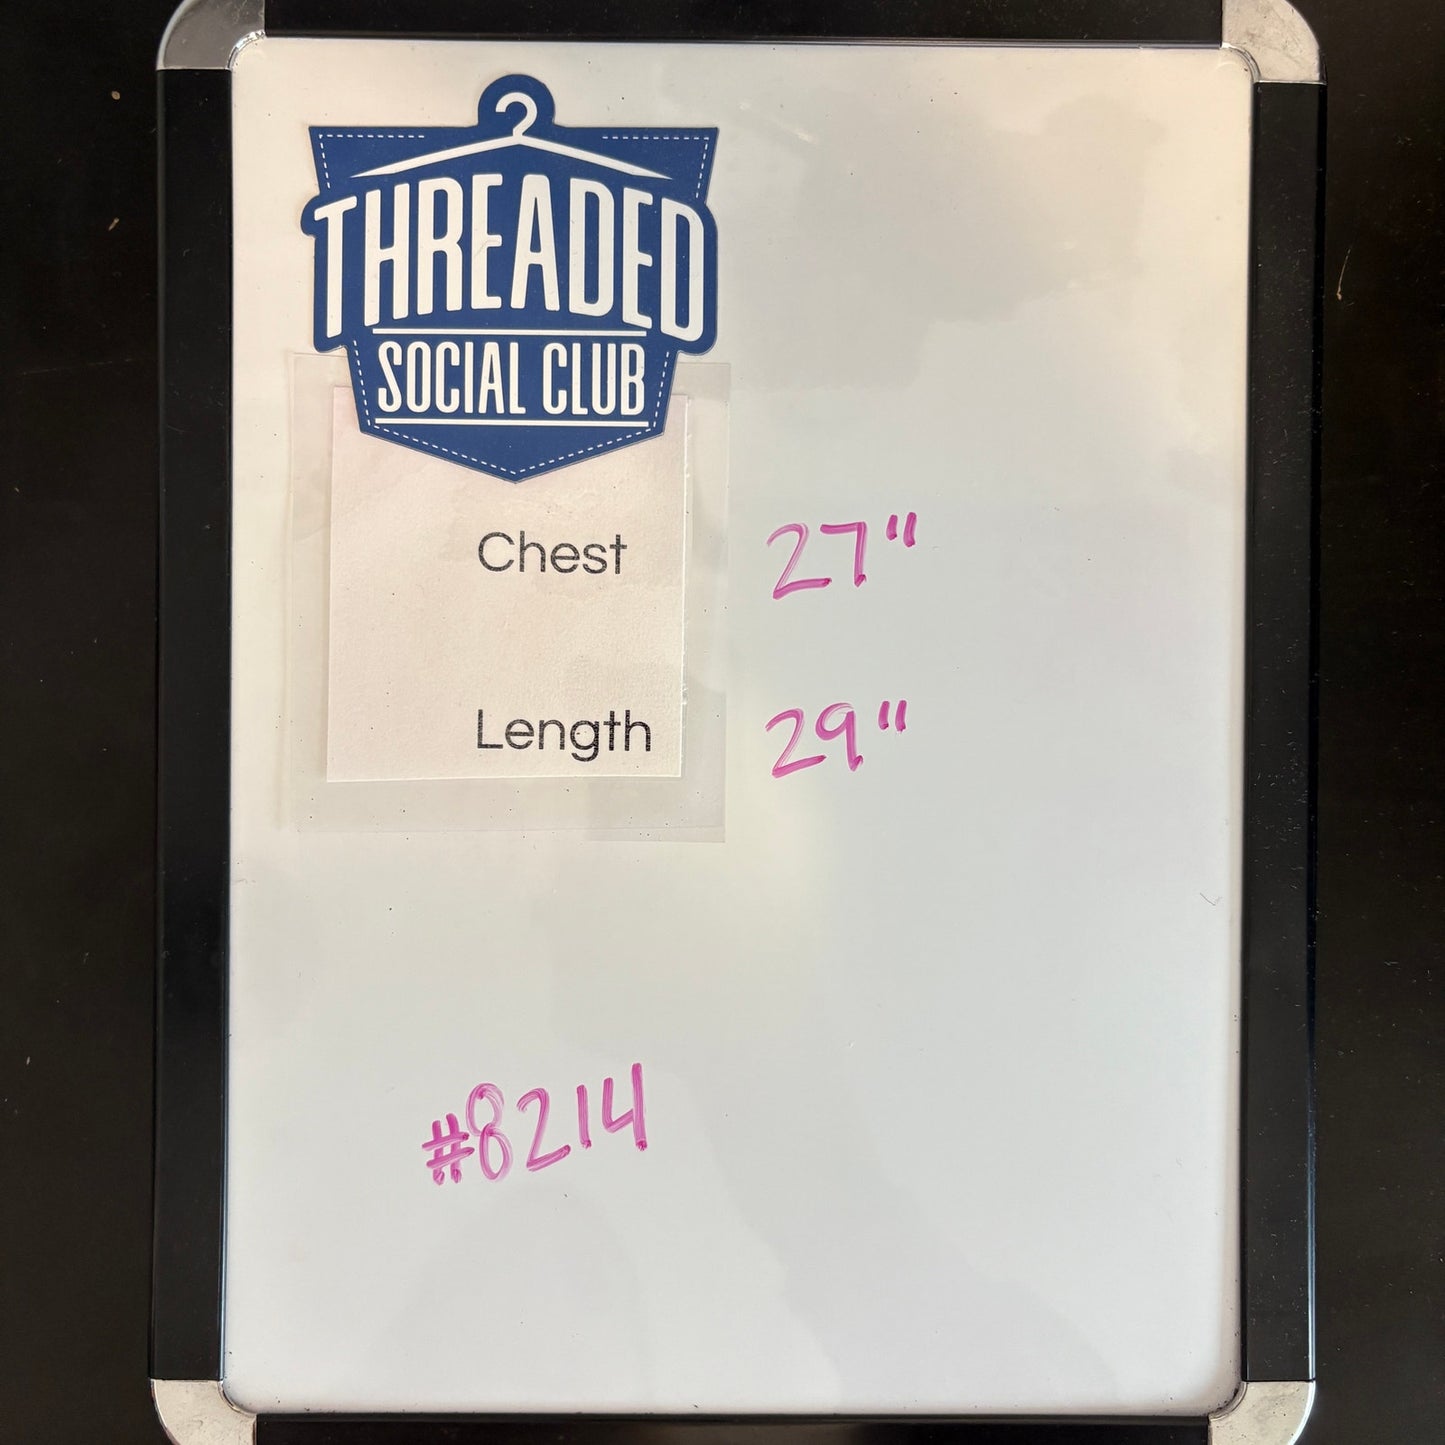 THREADED
SOCIAL CLUB
Chest 27"
Length 29"
#8214